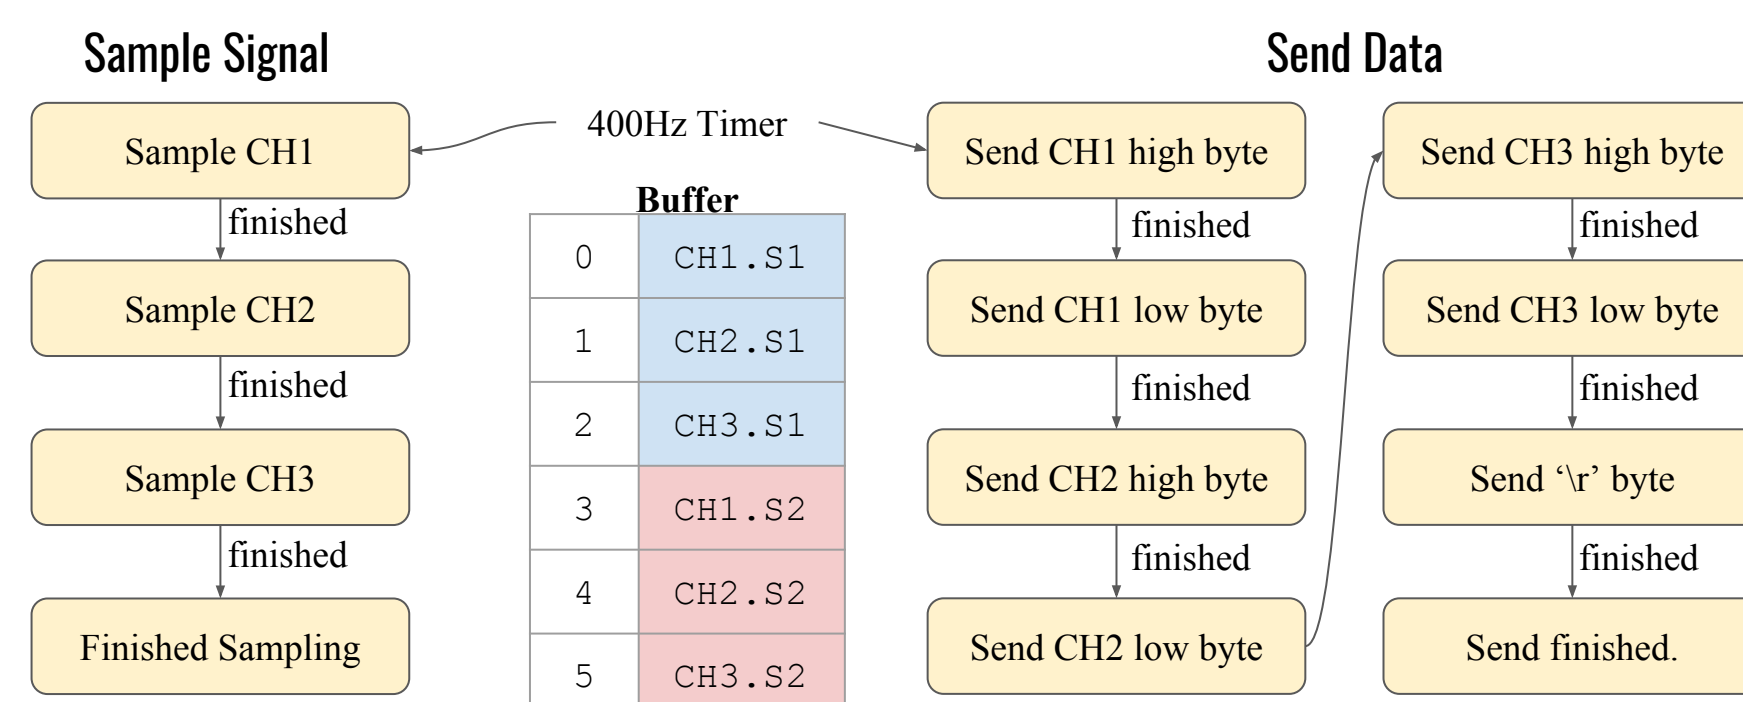 Sample Signal
Sample CH1
finished
Sample CH2
finished
Sample CH3
finished
Finished Sampling
400Hz Timer
Buffer
0 CH1.S1
1 CH2.S1
2 CH3.S1
3 CH1.S2
4 CH2.S2
5 CH3.S2
Send Data
Send CH1 high byte
finished
Send CH1 low byte
finished
Send CH2 high byte
finished
Send CH2 low byte
Send CH3 high byte
finished
Send CH3 low byte
finished
Send ‘\r’ byte
finished
Send finished.